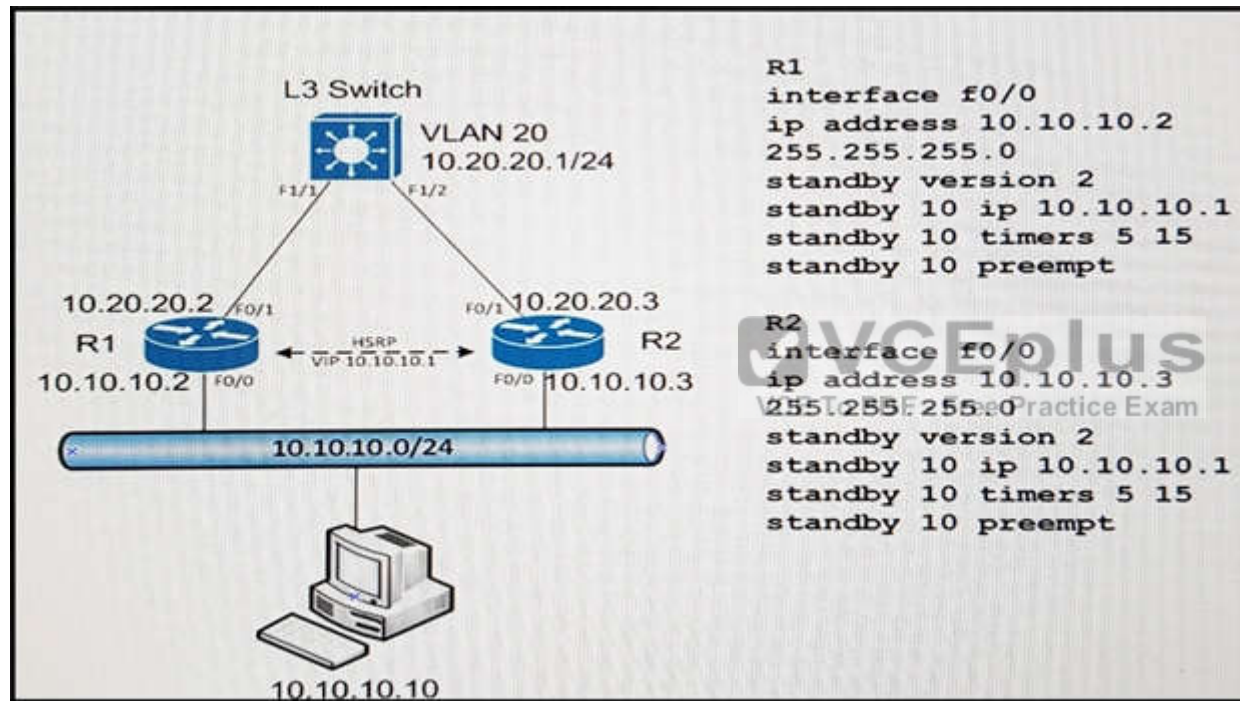 L3 Switch
VLAN 20
10.20.20.1/24
F1/1
F1/2
10.20.20.2
F0/1
F0/1
10.20.20.3
R1
HSRP
VIP 10.10.10.1
R2
10.10.10.2
F0/0
F0/0
10.10.10.3
10.10.10.0/24
10.10.10.10
R1
interface f0/0
ip address 10.10.10.2
255.255.255.0
standby version 2
standby 10 ip 10.10.10.1
standby 10 timers 5 15
standby 10 preempt
R2
interface f0/0
ip address 10.10.10.3
255.255.255.0
standby version 2
standby 10 ip 10.10.10.1
standby 10 timers 5 15
standby 10 preempt
VCEplus
Practice Exam